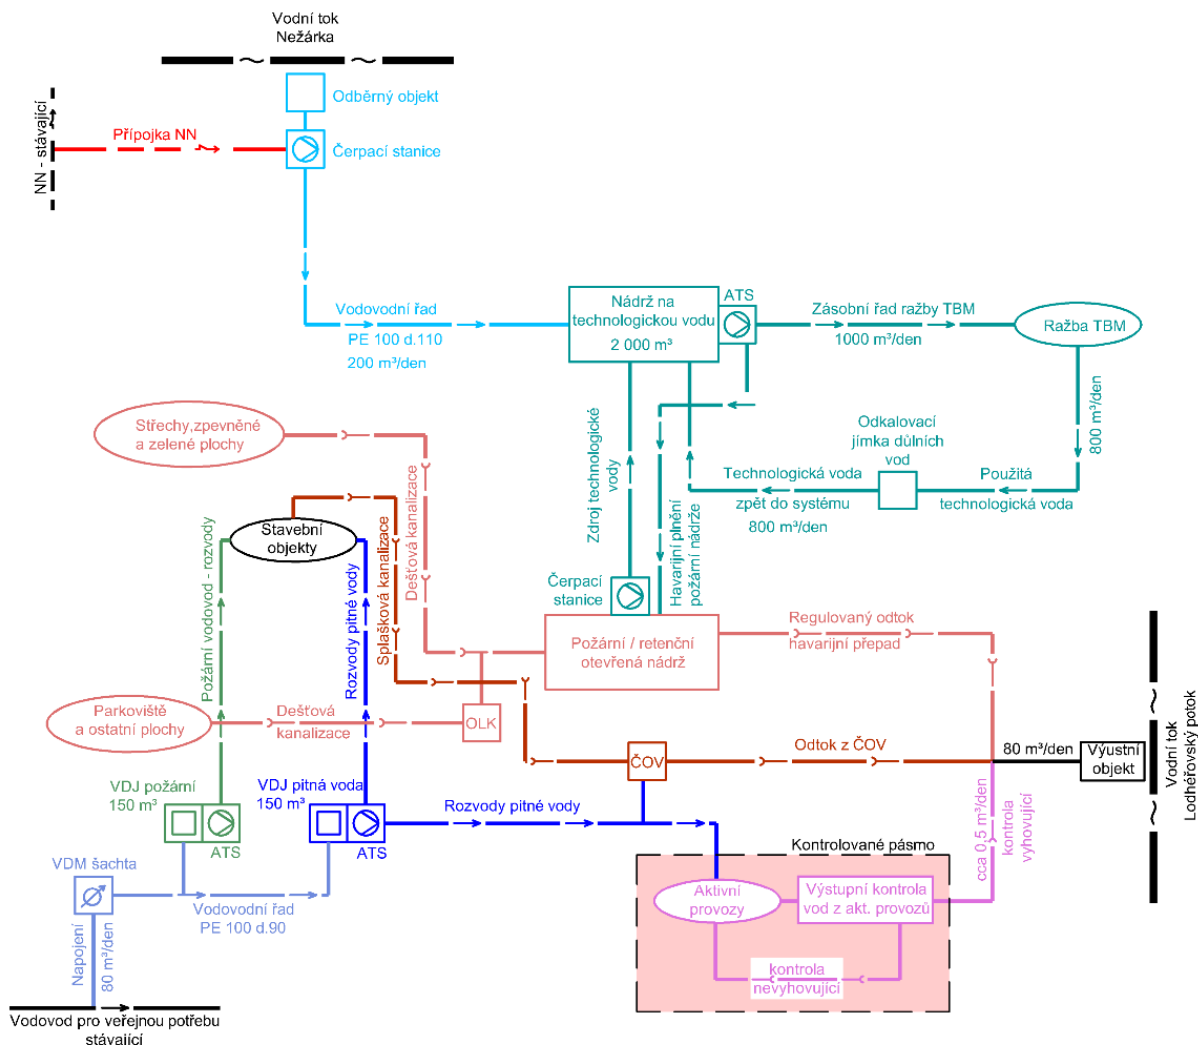 Vodní tok
Nežárka
Odběrný objekt
NN - stávající
Přípojka NN
Čerpací stanice
Vodovodní řad
PE 100 d.110
200 m³/den
Nádrž na
technologickou vodu
2 000 m³
ATS
Zásobní řad ražby TBM
1000 m³/den
Ražba TBM
800 m³/den
Střechy,zpevněné
a zelené plochy
Dešťová kanalizace
Zdroj technologické
vody
Havarijní plnění
požární nádrže
Odkalovací
jímka důlních
vod
Technologická voda
zpět do systému
800 m³/den
Použitá
technologická voda
Stavební
objekty
Požární vodovod - rozvody
Rozvody pitné vody
Splašková kanalizace
Čerpací
stanice
Požární / retenční
otevřená nádrž
Regulovaný odtok
havarijní přepad
Parkoviště
a ostatní plochy
Dešťová
kanalizace
OLK
ČOV
Odtok z ČOV
80 m³/den
Výustní
objekt
Vodní tok
Lodhéřovský potok
VDJ požární
150 m³
ATS
VDJ pitná voda
150 m³
ATS
Rozvody pitné vody
cca 0,5 m³/den
kontrola
vyhovující
Kontrolované pásmo
VDM šachta
Vodovodní řad
PE 100 d.90
Aktivní
provozy
Výstupní kontrola
vod z akt. provozů
Napojení
80 m³/den
kontrola
nevyhovující
Vodovod pro veřejnou potřebu
stávající